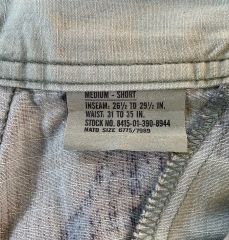 MEDIUM - SHORT
INSEAM: 26½ TO 29½ IN.
WAIST: 31 TO 35 IN.
STOCK NO. 8415-01-390-8944
NATO SIZE 6775/7989